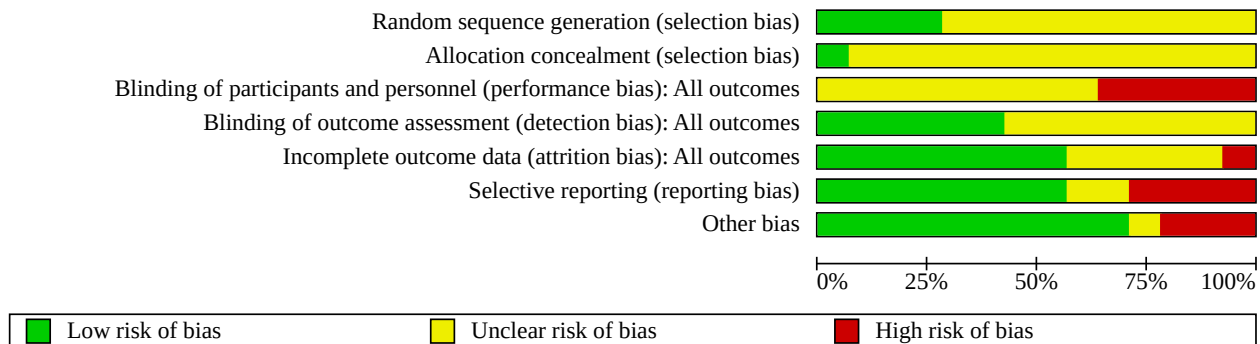 Random sequence generation (selection bias)
Allocation concealment (selection bias)
Blinding of participants and personnel (performance bias): All outcomes
Blinding of outcome assessment (detection bias): All outcomes
Incomplete outcome data (attrition bias): All outcomes
Selective reporting (reporting bias)
Other bias
0% 25% 50% 75% 100%
Low risk of bias Unclear risk of bias High risk of bias